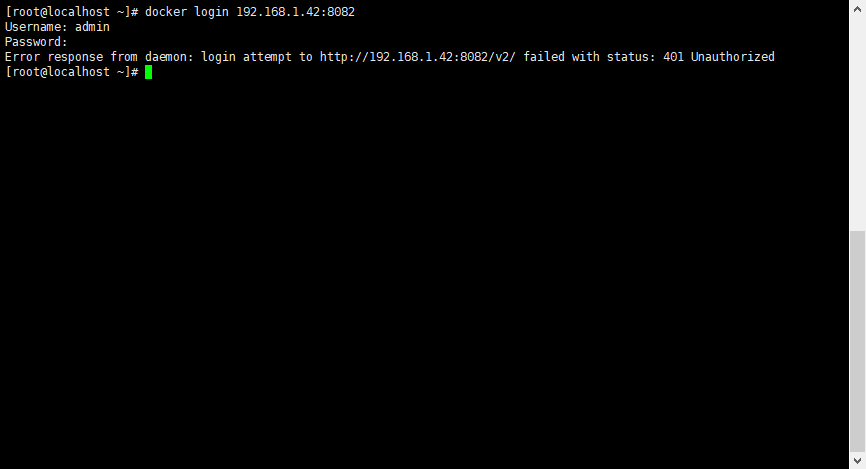 [root@localhost ~]# docker login 192.168.1.42:8082
Username: admin
Password:
Error response from daemon: login attempt to http://192.168.1.42:8082/v2/ failed with status: 401 Unauthorized
[root@localhost ~]#